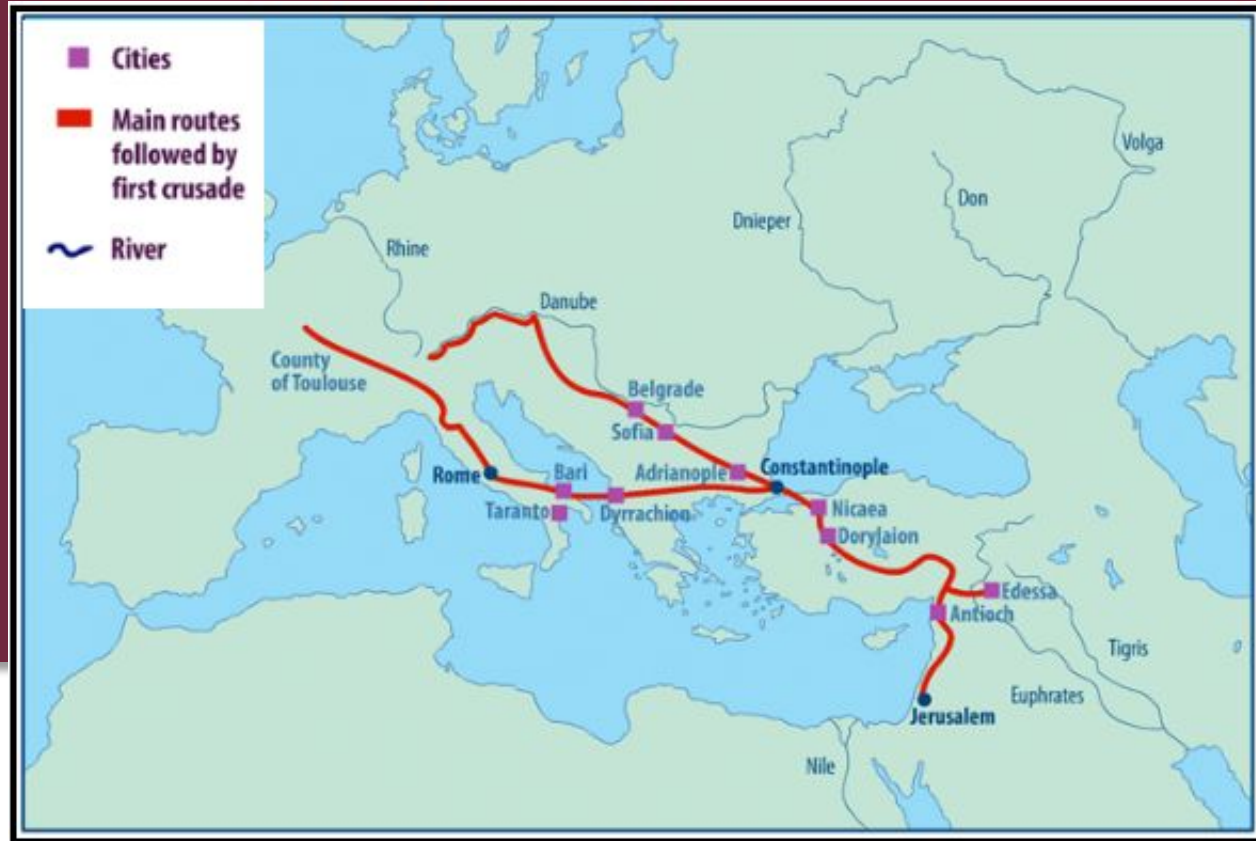 Cities
Main routes
followed by
first crusade
River
Volga
Don
Dnieper
Rhine
Danube
County
of Toulouse
Belgrade
Sofia
Adrianople
Constantinople
Rome
Bari
Taranto
Dyrrachion
Nicaea
Dorylaion
Edessa
Antioch
Tigris
Euphrates
Jerusalem
Nile